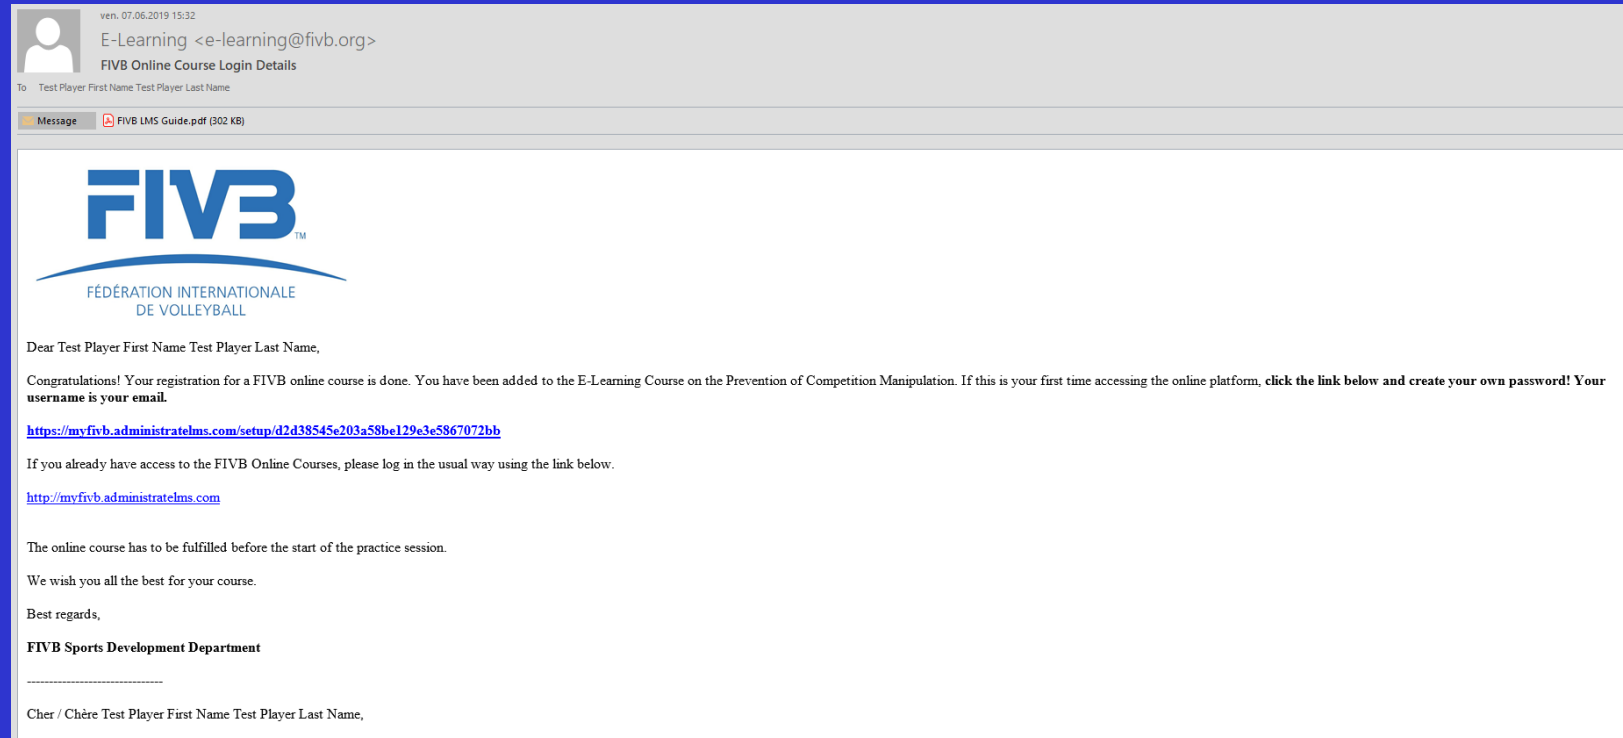 ven. 07.06.2019 15:32
E-Learning <e-learning@fivb.org>
FIVB Online Course Login Details
To Test Player First Name Test Player Last Name
Message FIVB LMS Guide.pdf (302 KB)
FIVB TM
FÉDÉRATION INTERNATIONALE
DE VOLLEYBALL
Dear Test Player First Name Test Player Last Name,
Congratulations! Your registration for a FIVB online course is done. You have been added to the E-Learning Course on the Prevention of Competition Manipulation. If this is your first time accessing the online platform, click the link below and create your own password! Your
username is your email.
https://myfivb.administratelms.com/setup/d2d38545e203a58be129e3e5867072bb
If you already have access to the FIVB Online Courses, please log in the usual way using the link below.
http://myfivb.administratelms.com
The online course has to be fulfilled before the start of the practice session.
We wish you all the best for your course.
Best regards,
FIVB Sports Development Department
-------------------------------
Cher / Chère Test Player First Name Test Player Last Name,